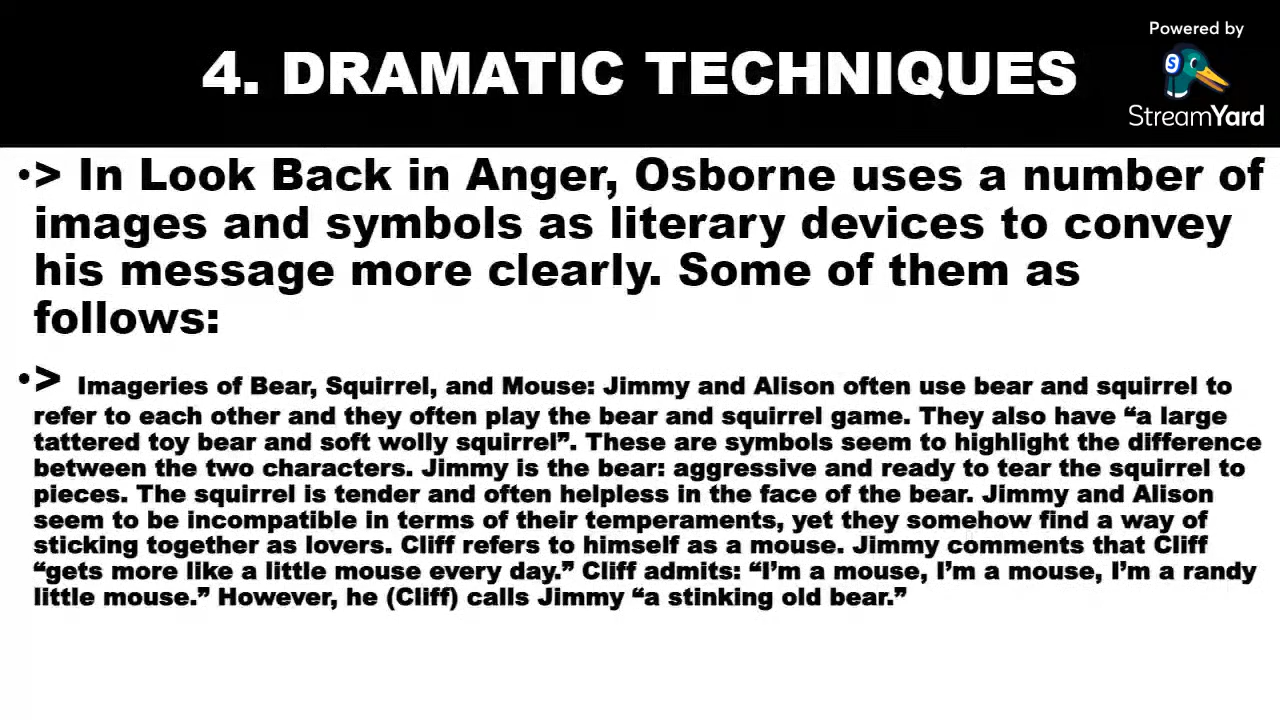 Powered by
StreamYard
4. DRAMATIC TECHNIQUES
•> In Look Back in Anger, Osborne uses a number of
images and symbols as literary devices to convey
his message more clearly. Some of them as
follows:
•> Imageries of Bear, Squirrel, and Mouse: Jimmy and Alison often use bear and squirrel to
refer to each other and they often play the bear and squirrel game. They also have “a large
tattered toy bear and soft wolly squirrel”. These are symbols seem to highlight the difference
between the two characters. Jimmy is the bear: aggressive and ready to tear the squirrel to
pieces. The squirrel is tender and often helpless in the face of the bear. Jimmy and Alison
seem to be incompatible in terms of their temperaments, yet they somehow find a way of
sticking together as lovers. Cliff refers to himself as a mouse. Jimmy comments that Cliff
“gets more like a little mouse every day.” Cliff admits: “I’m a mouse, I’m a mouse, I’m a randy
little mouse.” However, he (Cliff) calls Jimmy “a stinking old bear.”